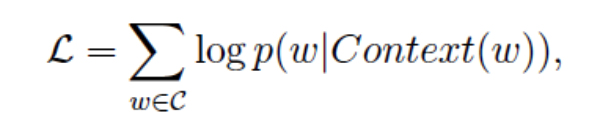 ℒ = ∑_{w∈𝒞} log p(w|Context(w)),